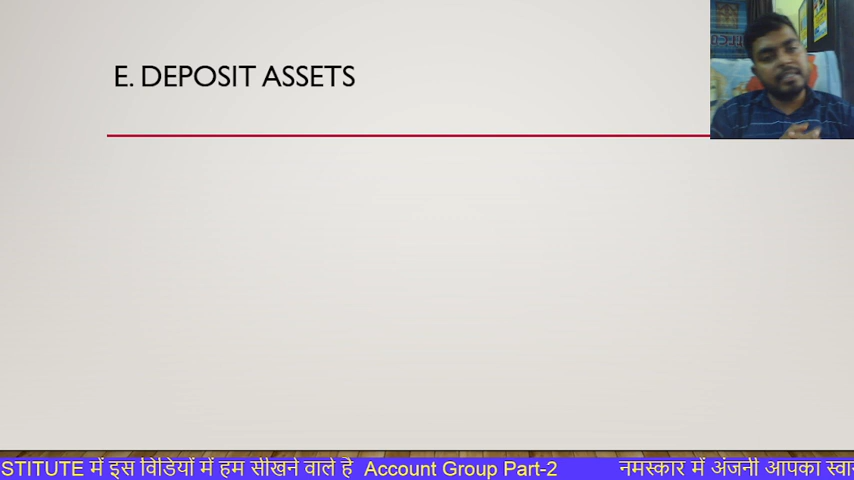 E. DEPOSIT ASSETS
STITUTE में इस विडियों में हम सीखने वाले है Account Group Part-2 नमस्कार में अंजनी आपका स्वा